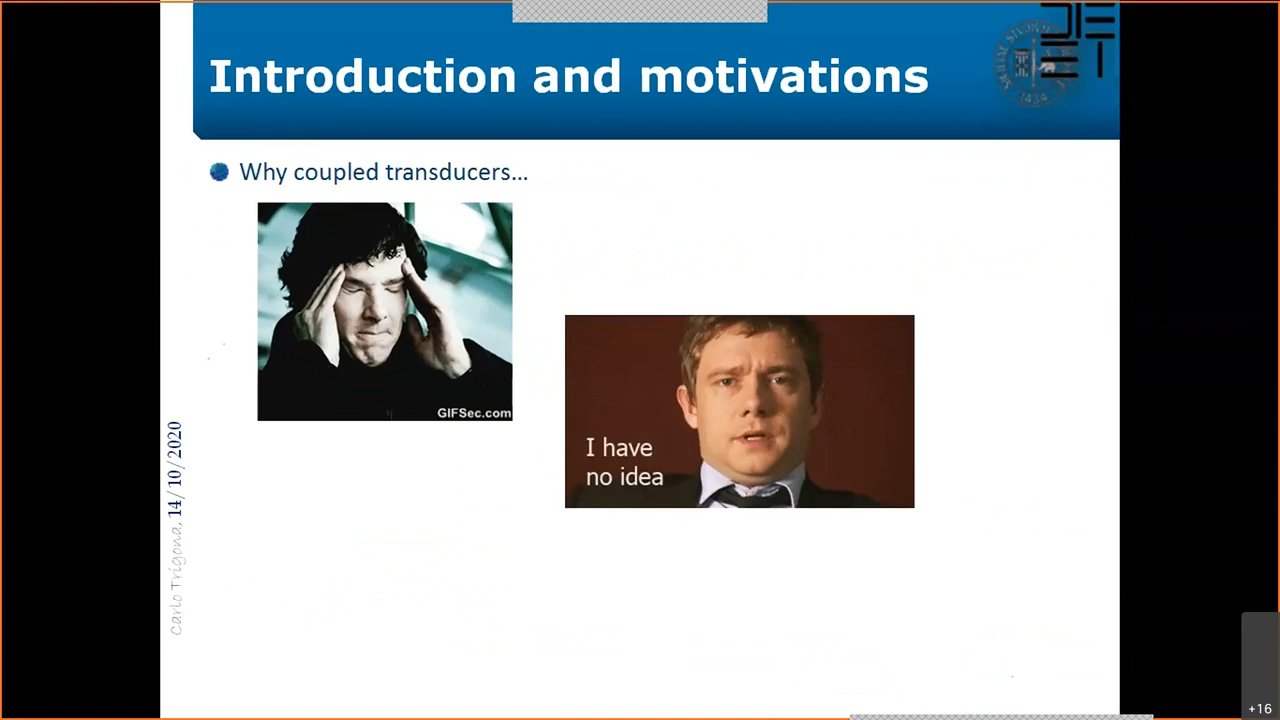 Introduction and motivations
Why coupled transducers...
GIFSec.com
I have
no idea
Carlo Trigona, 14/10/2020
+16